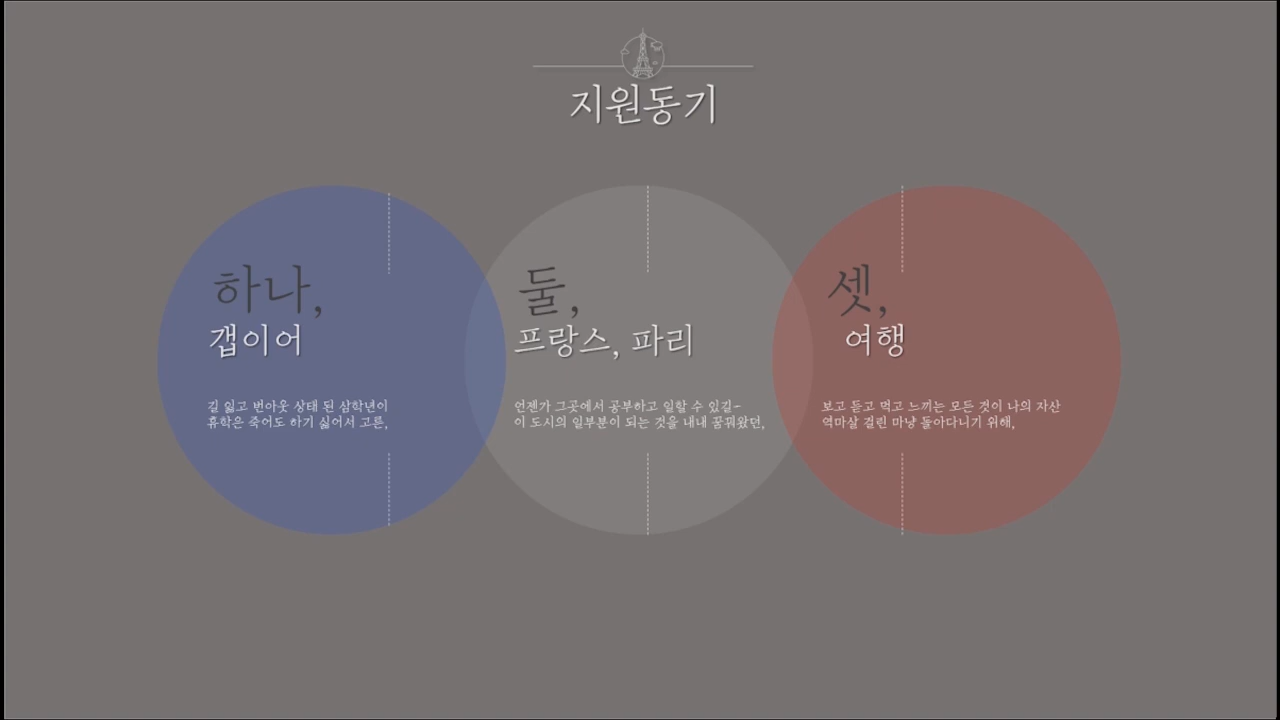 지원동기
하나,
갭이어
길 잃고 번아웃 상태 된 삼학년이
휴학은 죽어도 하기 싫어서 고른,
둘,
프랑스, 파리
언젠가 그곳에서 공부하고 일할 수 있길-
이 도시의 일부분이 되는 것을 내내 꿈꿔왔던,
셋,
여행
보고 듣고 먹고 느끼는 모든 것이 나의 자산
역마살 걸린 마냥 돌아다니기 위해,